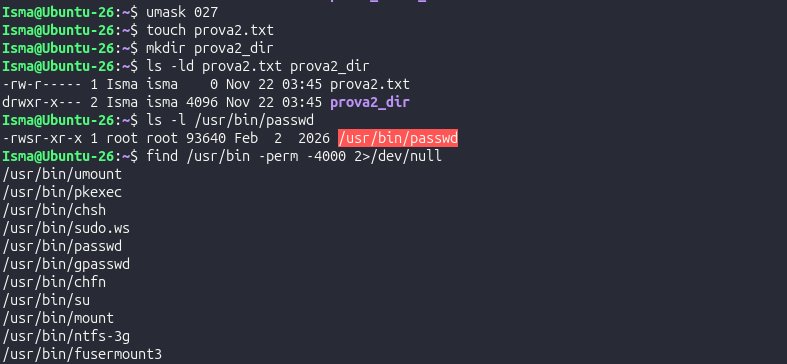 Isma@Ubuntu-26:~$ umask 027
Isma@Ubuntu-26:~$ touch prova2.txt
Isma@Ubuntu-26:~$ mkdir prova2_dir
Isma@Ubuntu-26:~$ ls -ld prova2.txt prova2_dir
-rw-r----- 1 Isma isma    0 Nov 22 03:45 prova2.txt
drwxr-x--- 2 Isma isma 4096 Nov 22 03:45 prova2_dir
Isma@Ubuntu-26:~$ ls -l /usr/bin/passwd
-rwsr-xr-x 1 root root 93640 Feb  2  2026 /usr/bin/passwd
Isma@Ubuntu-26:~$ find /usr/bin -perm -4000 2>/dev/null
/usr/bin/umount
/usr/bin/pkexec
/usr/bin/chsh
/usr/bin/sudo.ws
/usr/bin/passwd
/usr/bin/gpasswd
/usr/bin/chfn
/usr/bin/su
/usr/bin/mount
/usr/bin/ntfs-3g
/usr/bin/fusermount3